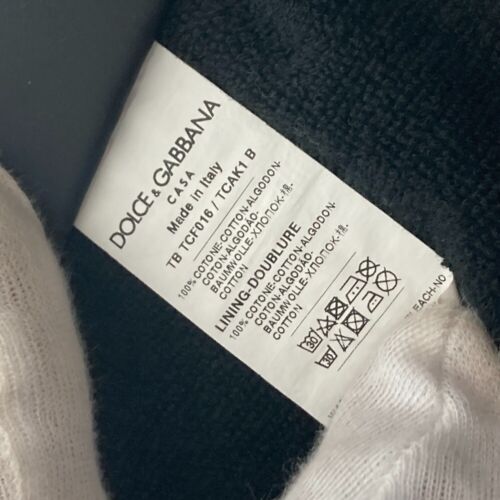 DOLCE & GABBANA
CASA
Made in Italy
TB TCF016 / TCAK1 B
100% COTONE-COTTON-ALGODON-
COTON-ALGODÃO-
BAUMWOLLE-ХЛОПОК-棉-
COTTON
LINING-DOUBLURE
100% COTONE-COTTON-ALGODON-
COTON-ALGODÃO-
BAUMWOLLE-ХЛОПОК-棉-
COTTON
30
30